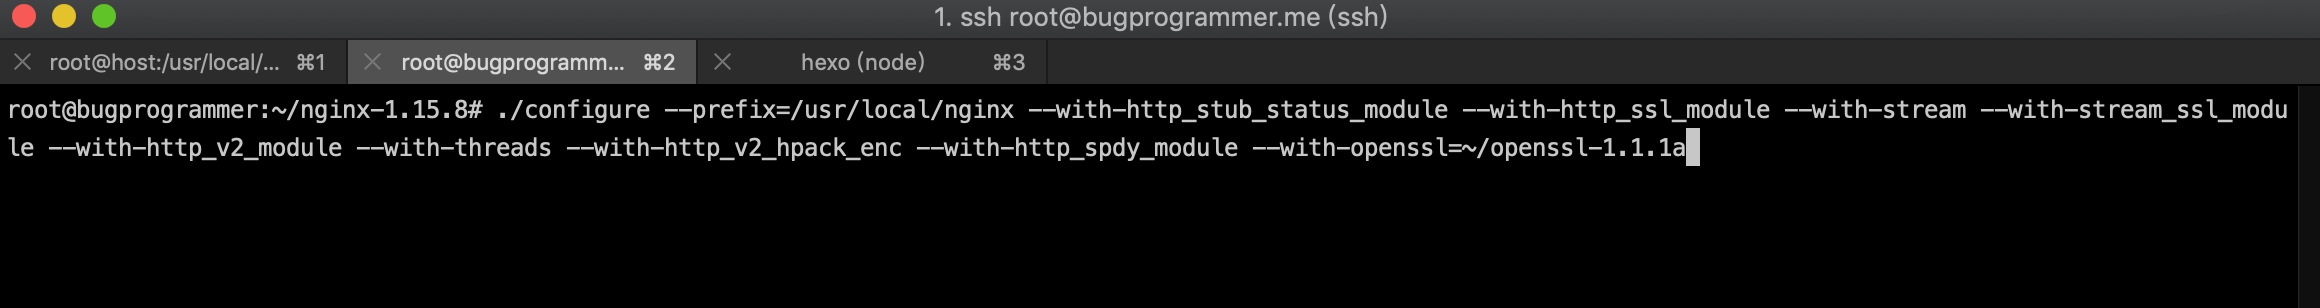 1. ssh root@bugprogrammer.me (ssh)
root@host:/usr/local/... ⌘1 root@bugprogramm... ⌘2 hexo (node) ⌘3
root@bugprogrammer:~/nginx-1.15.8# ./configure --prefix=/usr/local/nginx --with-http_stub_status_module --with-http_ssl_module --with-stream --with-stream_ssl_modu
le --with-http_v2_module --with-threads --with-http_v2_hpack_enc --with-http_spdy_module --with-openssl=~/openssl-1.1.1a